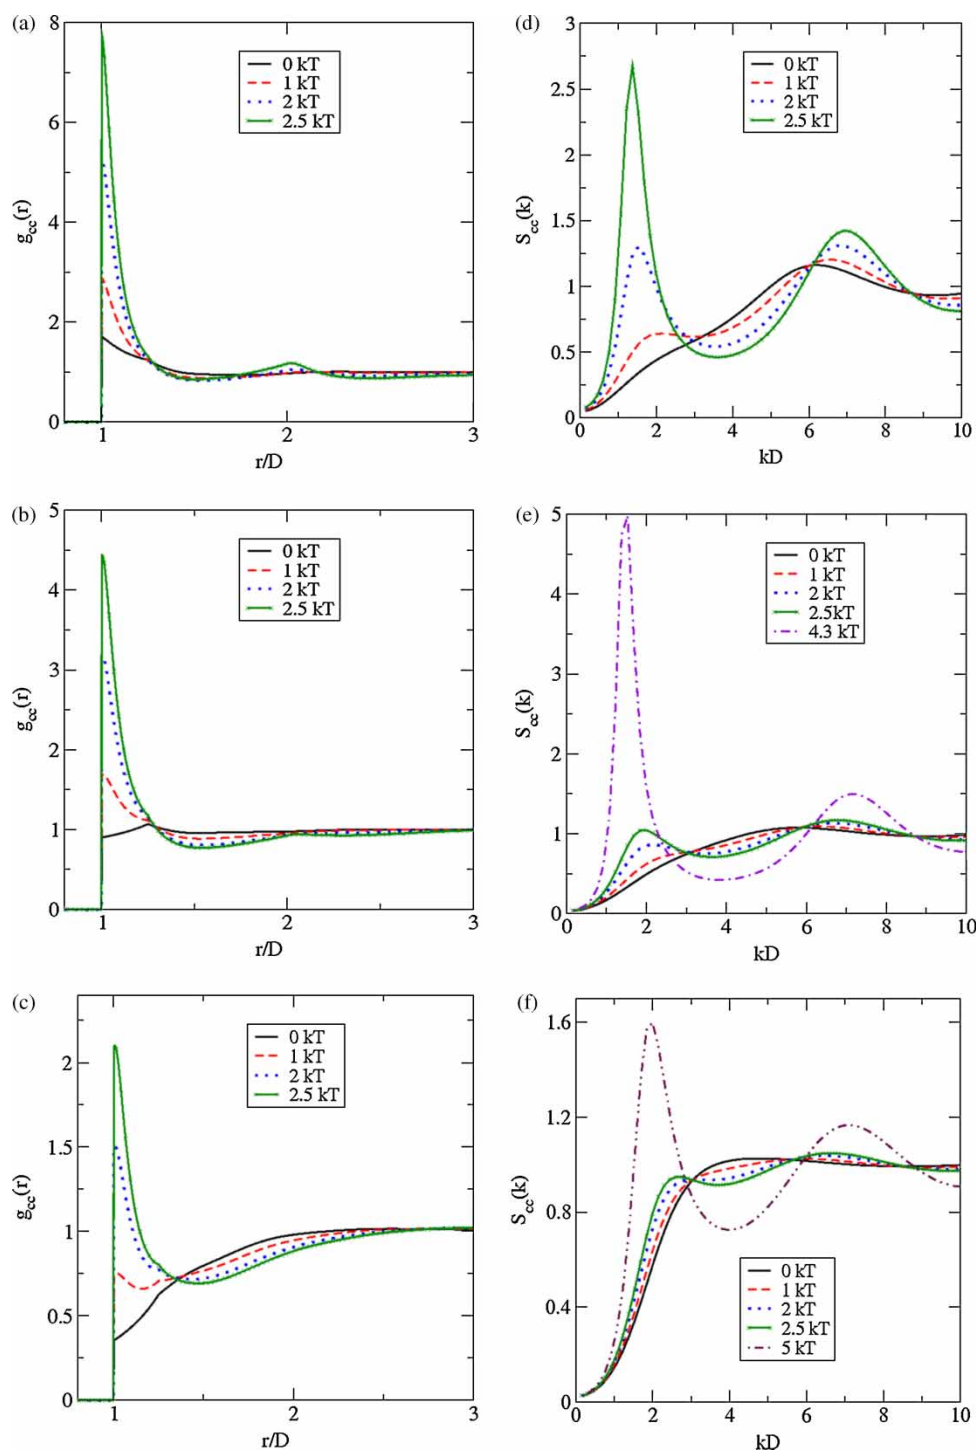 (a)
8
6
4
2
0
g_cc(r)
0 kT
1 kT
2 kT
2.5 kT
1
2
3
r/D
(d)
3
2.5
2
1.5
1
0.5
0
S_cc(k)
0 kT
1 kT
2 kT
2.5 kT
0
2
4
6
8
10
kD
(b)
5
4
3
2
1
0
g_cc(r)
0 kT
1 kT
2 kT
2.5 kT
1
2
3
r/D
(e)
5
4
3
2
1
0
S_cc(k)
0 kT
1 kT
2 kT
2.5kT
4.3 kT
0
2
4
6
8
10
kD
(c)
2
1.5
1
0.5
0
g_cc(r)
0 kT
1 kT
2 kT
2.5 kT
1
2
3
r/D
(f)
1.6
1.2
0.8
0.4
0
S_cc(k)
0 kT
1 kT
2 kT
2.5 kT
5 kT
0
2
4
6
8
10
kD